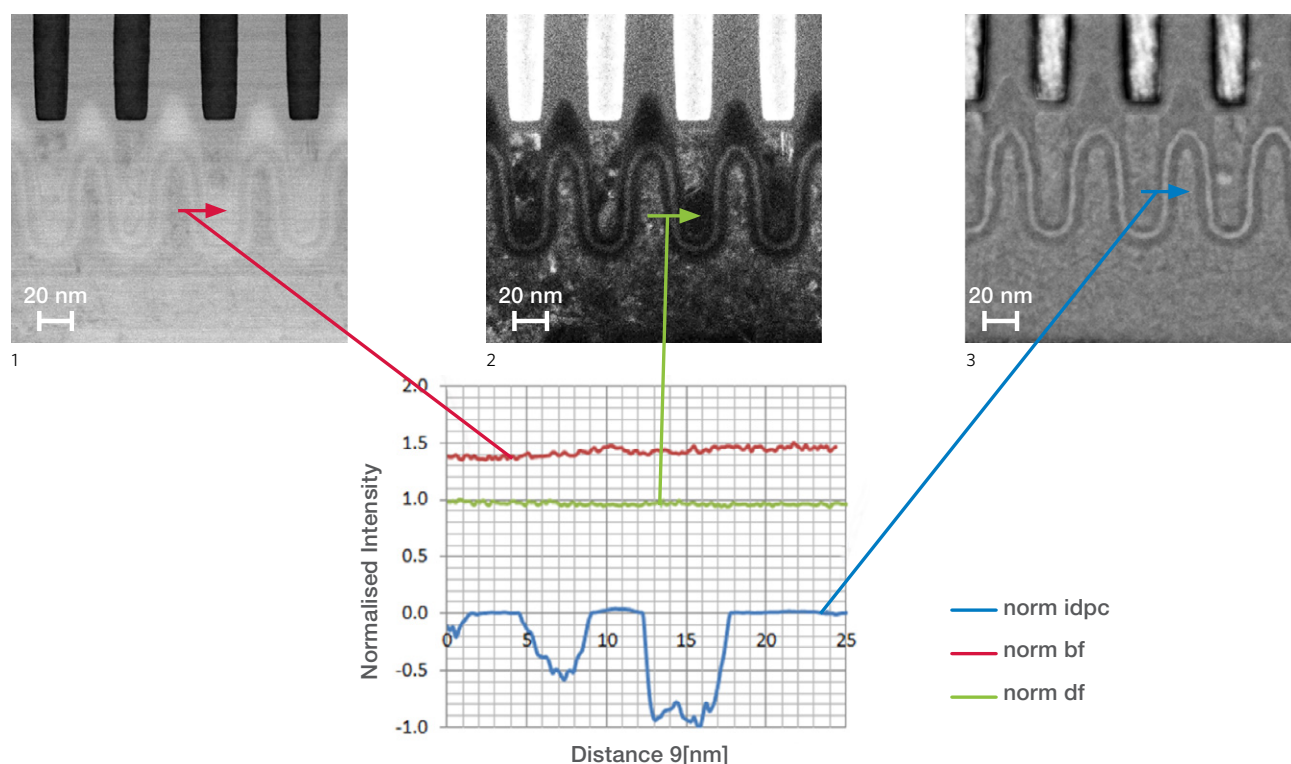 20 nm
20 nm
20 nm
1
2
3
2.0
1.5
1.0
0.5
0.0
0 5 10 15 20 25
-0.5
-1.0
Normalised Intensity
Distance 9[nm]
norm idpc
norm bf
norm df